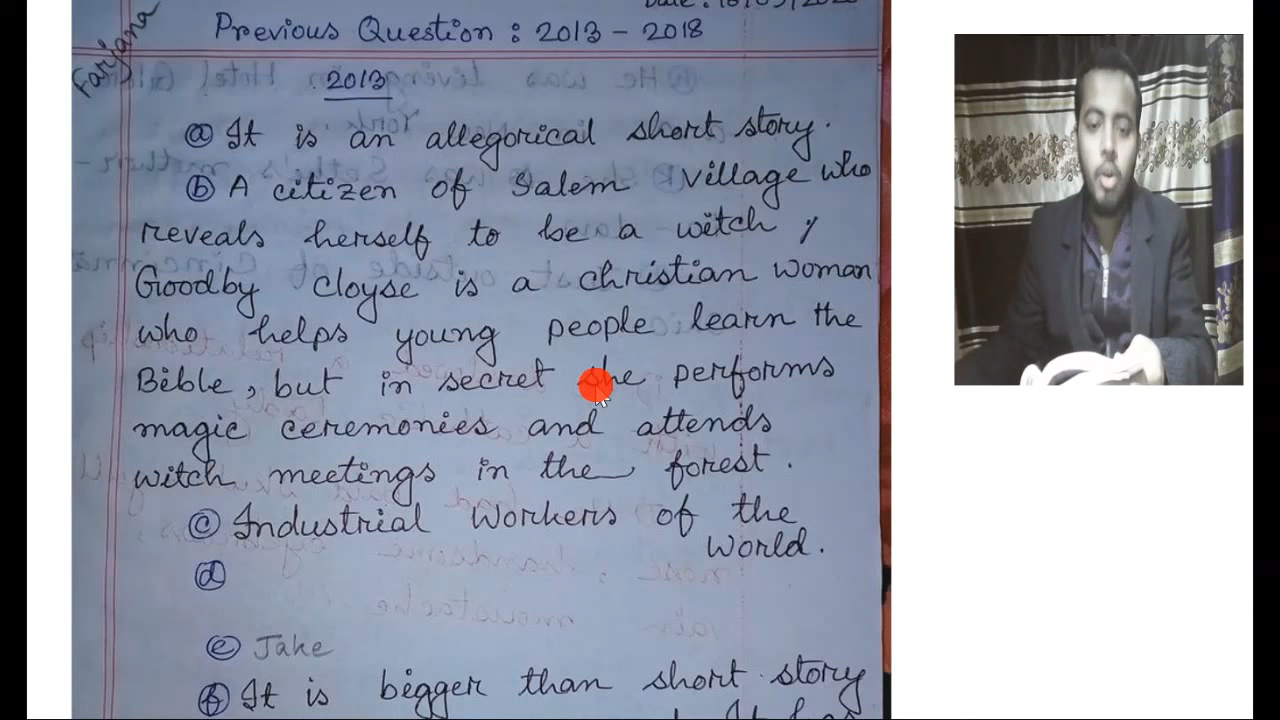 Previous Question : 2013 - 2018
Farjana
2013
(a) It is an allegorical short story.
(b) A citizen of Salem Village who
reveals herself to be a witch
Goodby Cloyse is a christian woman
who helps young people learn the
Bible, but in secret she performs
magic ceremonies and attends
witch meetings in the forest.
(c) Industrial Workers of the
World.
(d)
(e) Jake
(f) It is bigger than short story